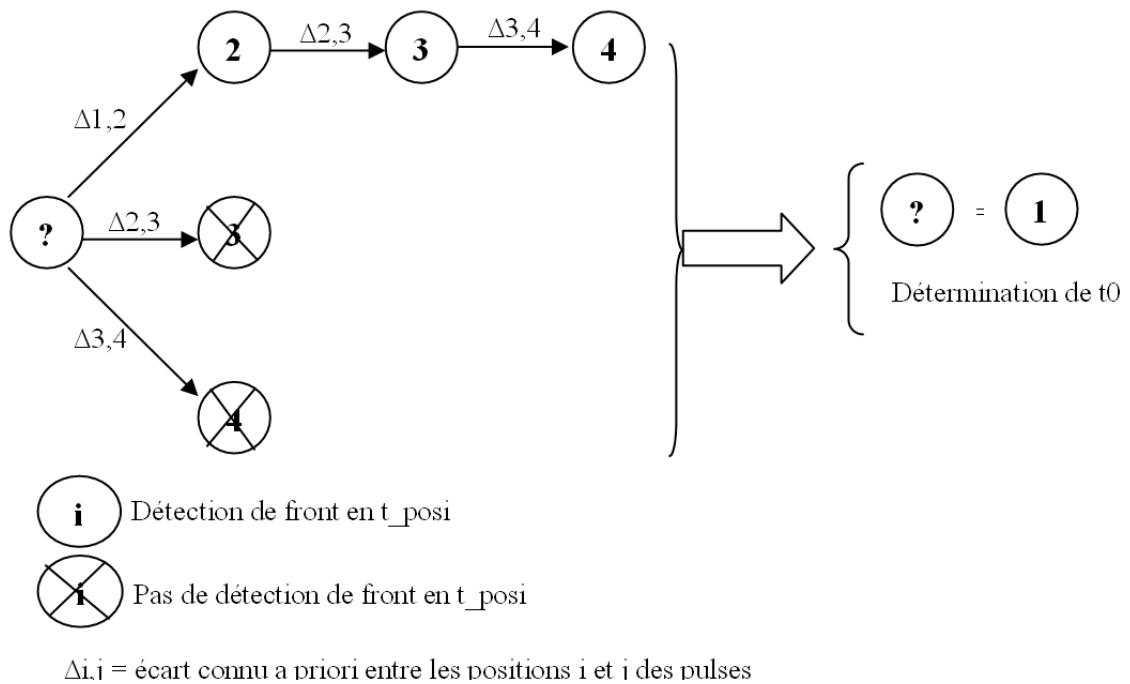 2
Δ2,3
3
Δ3,4
4
Δ1,2
?
Δ2,3
3
Δ3,4
4
? = 1
Détermination de t0
i Détection de front en t_posi
i Pas de détection de front en t_posi
Δi,j = écart connu a priori entre les positions i et j des pulses